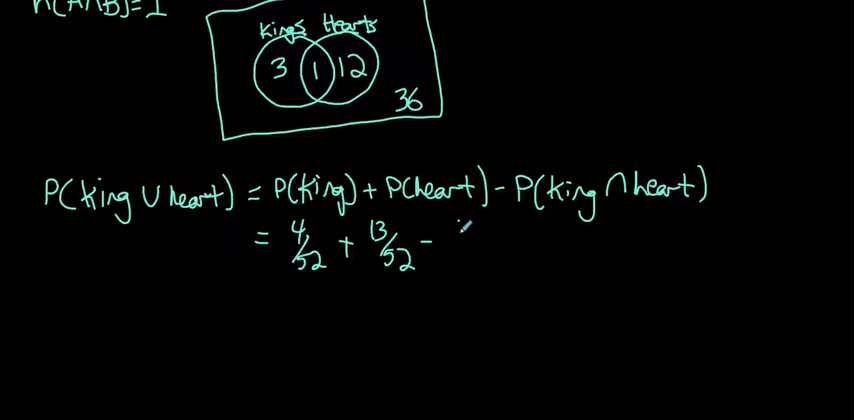 n(A∩B)=1
Kings Hearts
3 1 12
36
P(King ∪ heart) = P(king) + P(heart) - P(King ∩ heart)
= 4/52 + 13/52 -